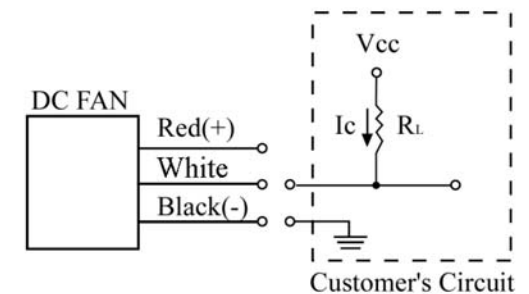 Vcc
DC FAN
Red(+)
Ic RL
White
Black(-)
Customer's Circuit